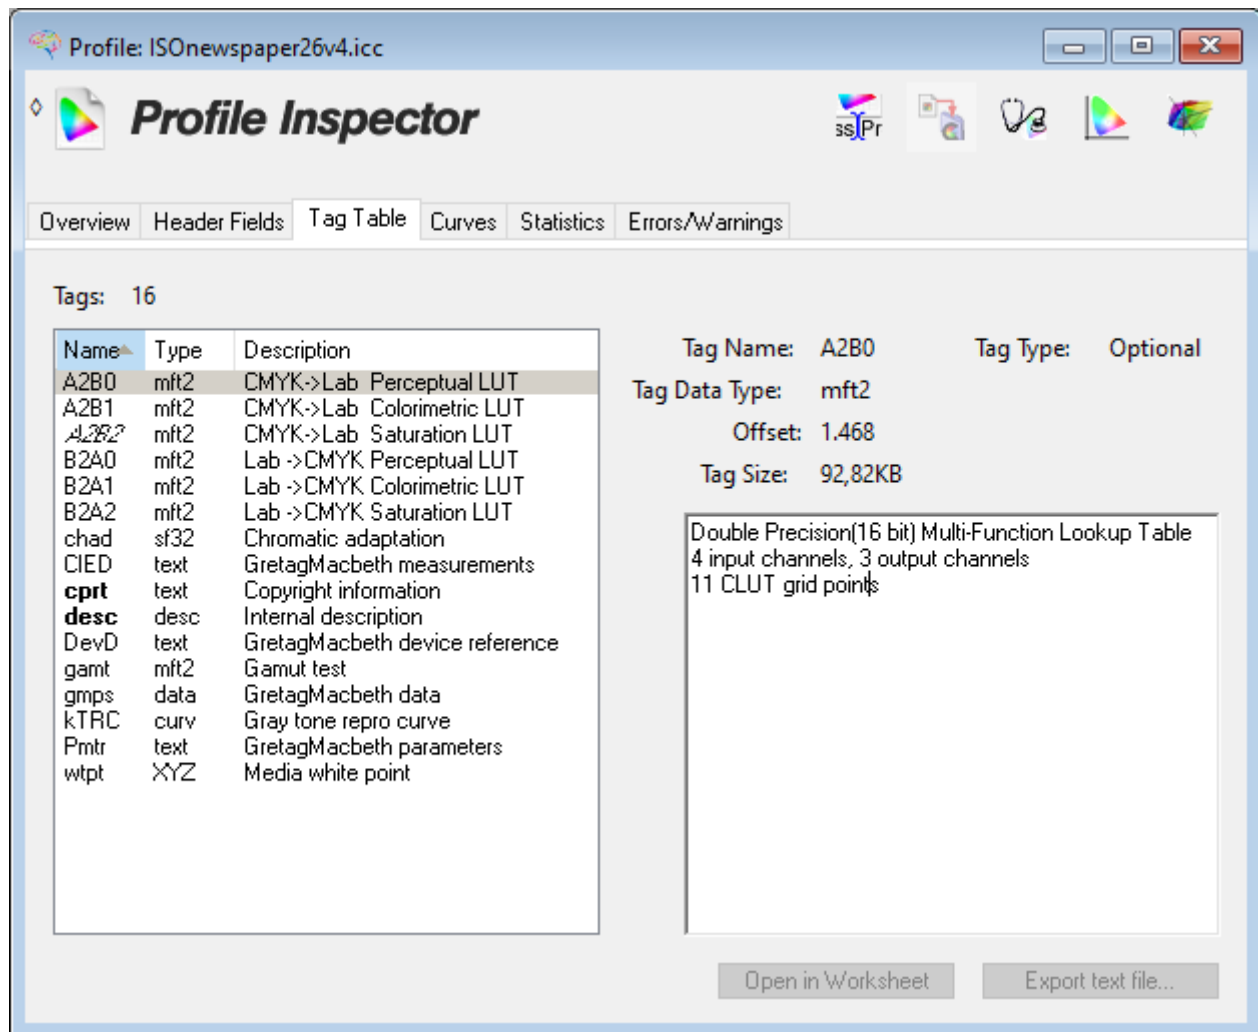 Profile: ISOnewspaper26v4.icc
Profile Inspector
ss Pr
Overview Header Fields Tag Table Curves Statistics Errors/Warnings
Tags: 16
Name Type Description
A2B0 mft2 CMYK->Lab Perceptual LUT
A2B1 mft2 CMYK->Lab Colorimetric LUT
A2B2 mft2 CMYK->Lab Saturation LUT
B2A0 mft2 Lab->CMYK Perceptual LUT
B2A1 mft2 Lab->CMYK Colorimetric LUT
B2A2 mft2 Lab->CMYK Saturation LUT
chad sf32 Chromatic adaptation
CIED text GretagMacbeth measurements
cprt text Copyright information
desc desc Internal description
DevD text GretagMacbeth device reference
gamt mft2 Gamut test
gmps data GretagMacbeth data
kTRC curv Gray tone repro curve
Pmtr text GretagMacbeth parameters
wtpt XYZ Media white point
Tag Name: A2B0 Tag Type: Optional
Tag Data Type: mft2
Offset: 1.468
Tag Size: 92,82KB
Double Precision(16 bit) Multi-Function Lookup Table
4 input channels, 3 output channels
11 CLUT grid points
Open in Worksheet Export text file...